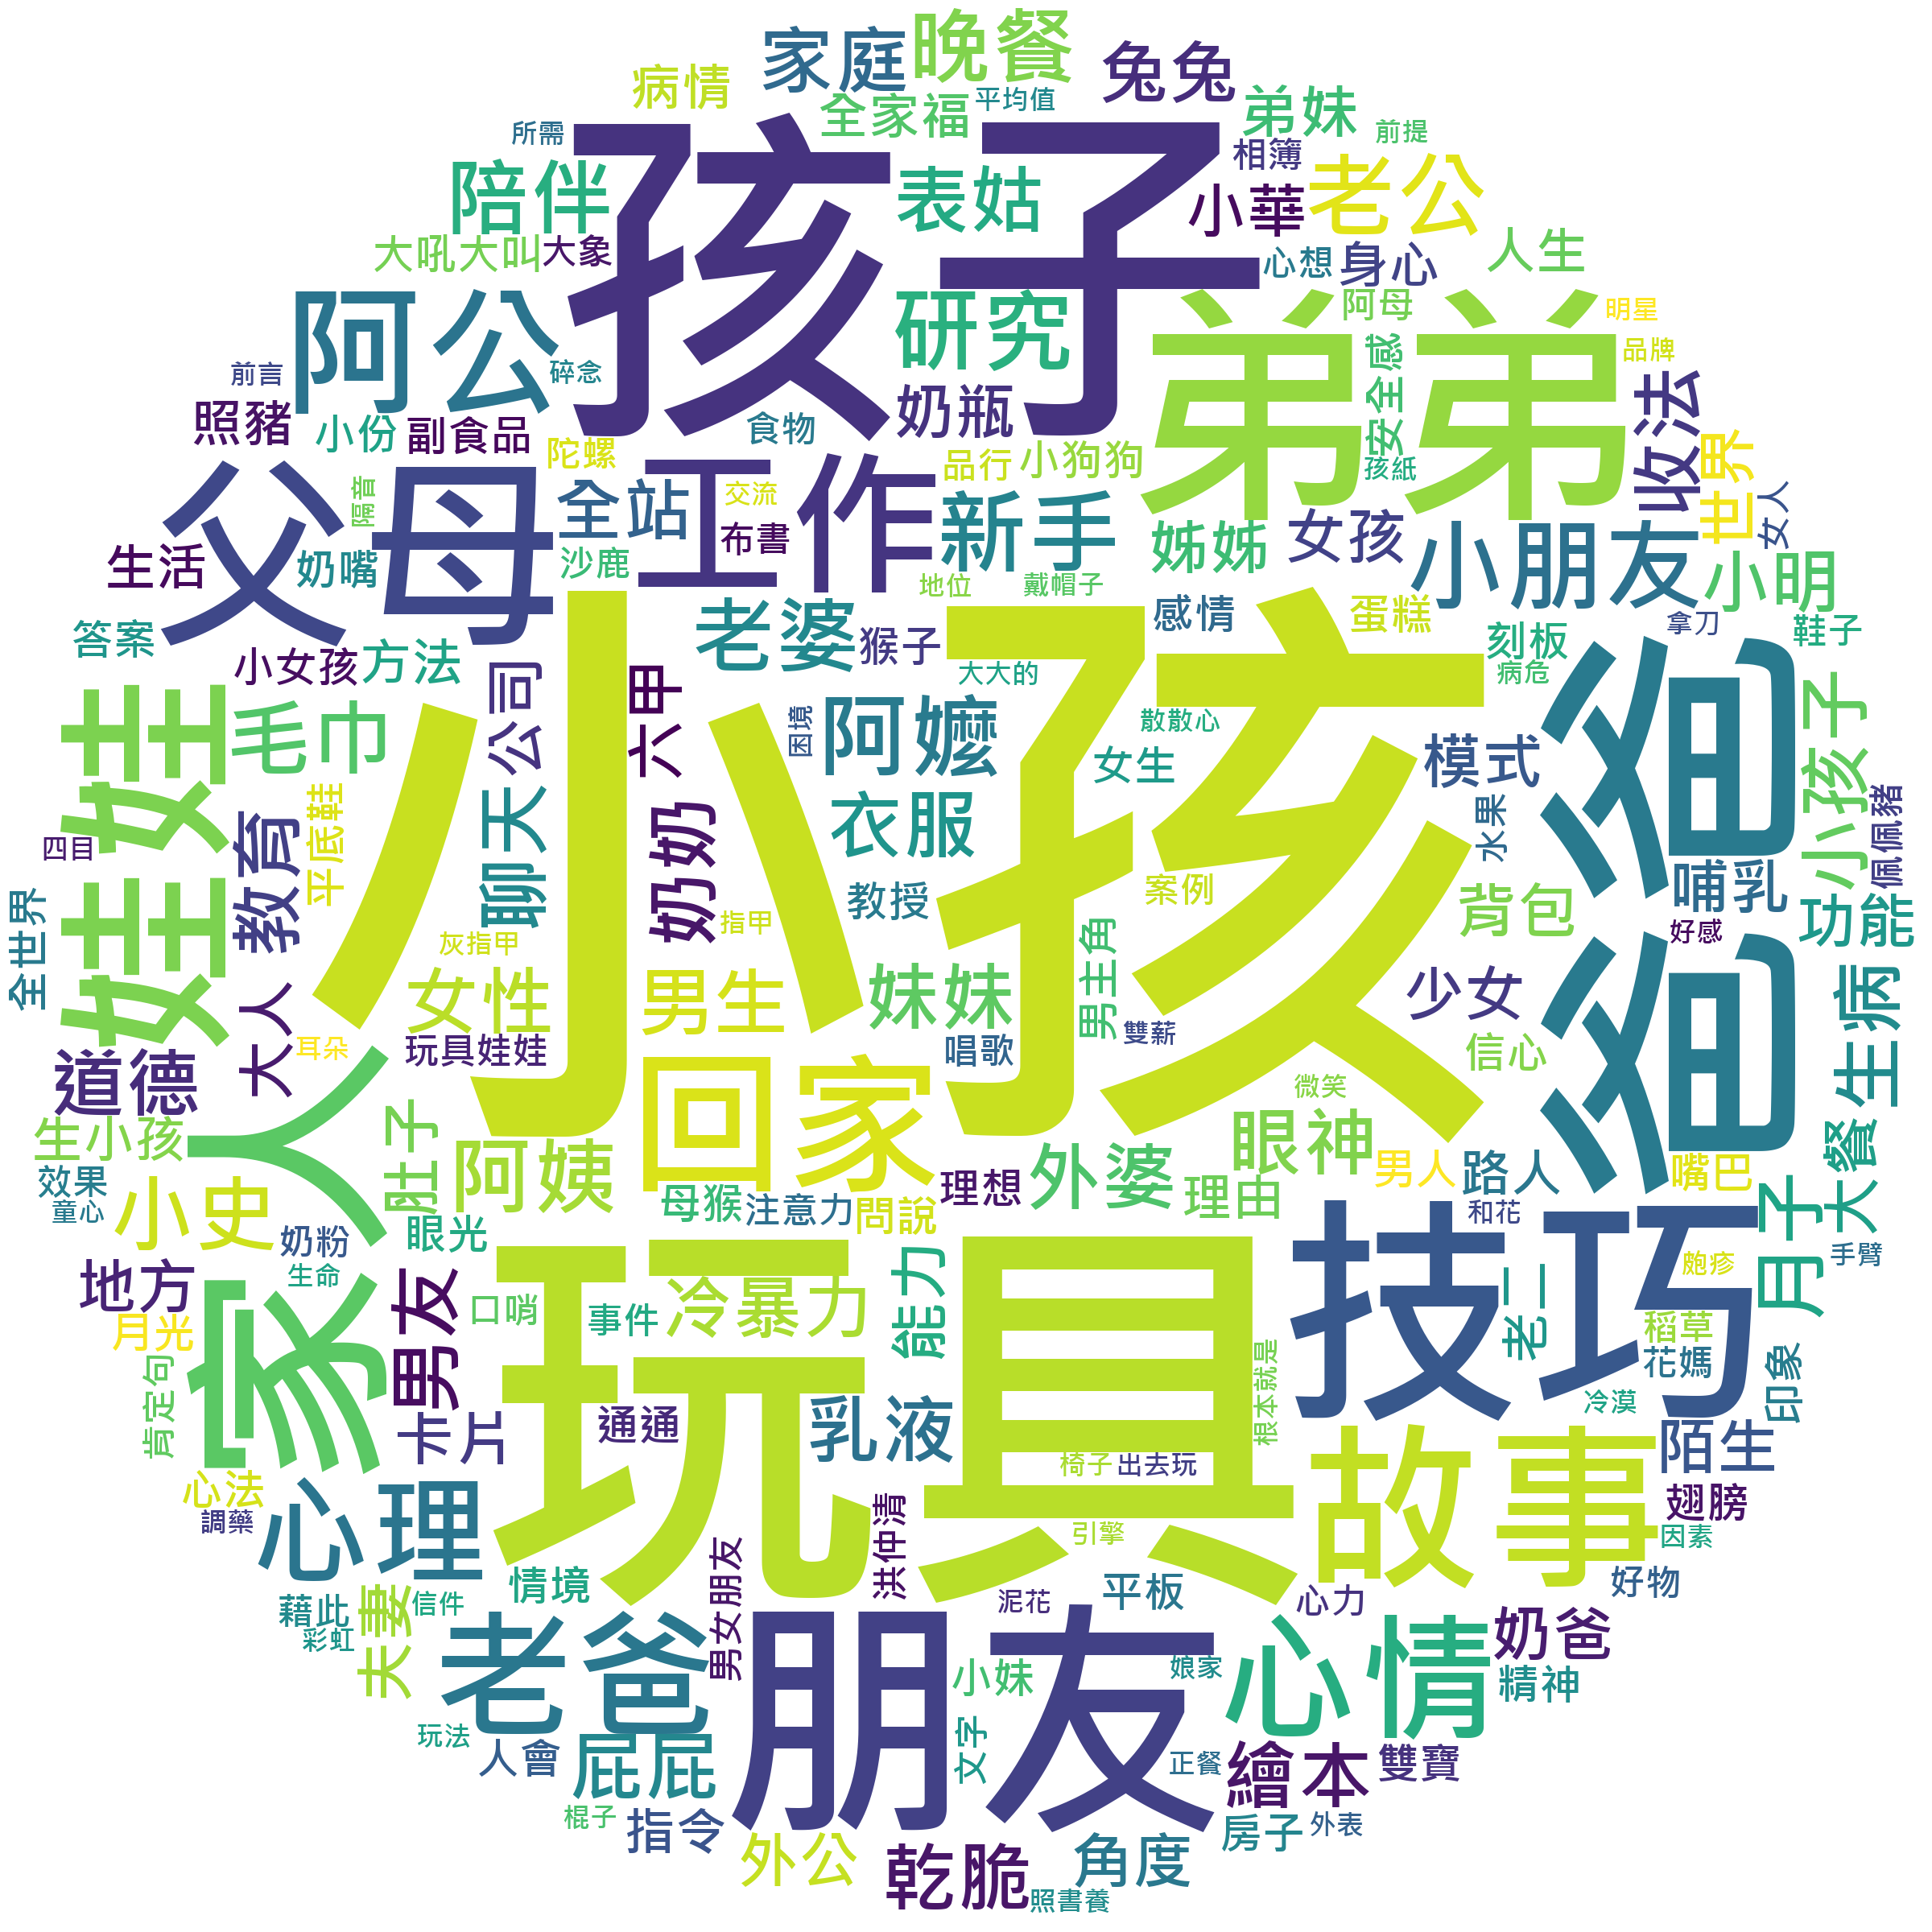 家庭
晚餐
兔兔
病情
全家福
平均值
弟妹
前提
所需
孩子
相簿
陪伴
表姑
小華
老公
大吼大叫
大象
心想
身心
人生
阿公
研究
弟弟
阿母
明星
前言
碎念
安全感
品牌
照豬
小份
副食品
食物
奶瓶
收法
陀螺
品行
小狗狗
孩紙
世界
父母
隔音
全站
工作
交流
新手
女人
生活
奶嘴
沙鹿
布書
姊姊
女孩
小朋友
小明
地位
戴帽子
答案
小女孩
方法
老婆
猴子
感情
蛋糕
刻板
拿刀
鞋子
小孩
大大的
病危
爸爸
娃娃
毛巾
公司
六甲
困境
阿嬤
散散心
女生
模式
小孩子
四目
教育
平底鞋
聊天
奶奶
衣服
水果
佩佩豬
全世界
灰指甲
指甲
教授
案例
背包
哺乳
好感
功能
大人
女性
男生
妹妹
男主角
少女
生病
道德
耳朵
玩具娃娃
唱歌
雙薪
信心
生小孩
家人
肚子
回家
微笑
效果
童心
小史
阿姨
母猴
注意力
問說
理想
外婆
理由
眼神
男人
路人
嘴巴
大餐
奶粉
眼光
和花
月子
手臂
地方
生命
男友
口哨
事件
冷暴力
能力
技巧
老二
皰疹
月光
玩具
稻草
花媽
印象
肯定句
卡片
通通
乳液
根本就是
冷漠
心法
調藥
椅子
出去玩
故事
陌生
翅膀
心理
洪仲清
引擎
因素
藉此
彩虹
夫妻
信件
情境
男女朋友
泥花
平板
心力
好物
老爸
朋友
小妹
娘家
心情
奶爸
精神
玩法
人會
屁屁
文字
正餐
繪本
雙寶
棍子
指令
外公
乾脆
角度
房子
外表
照書養